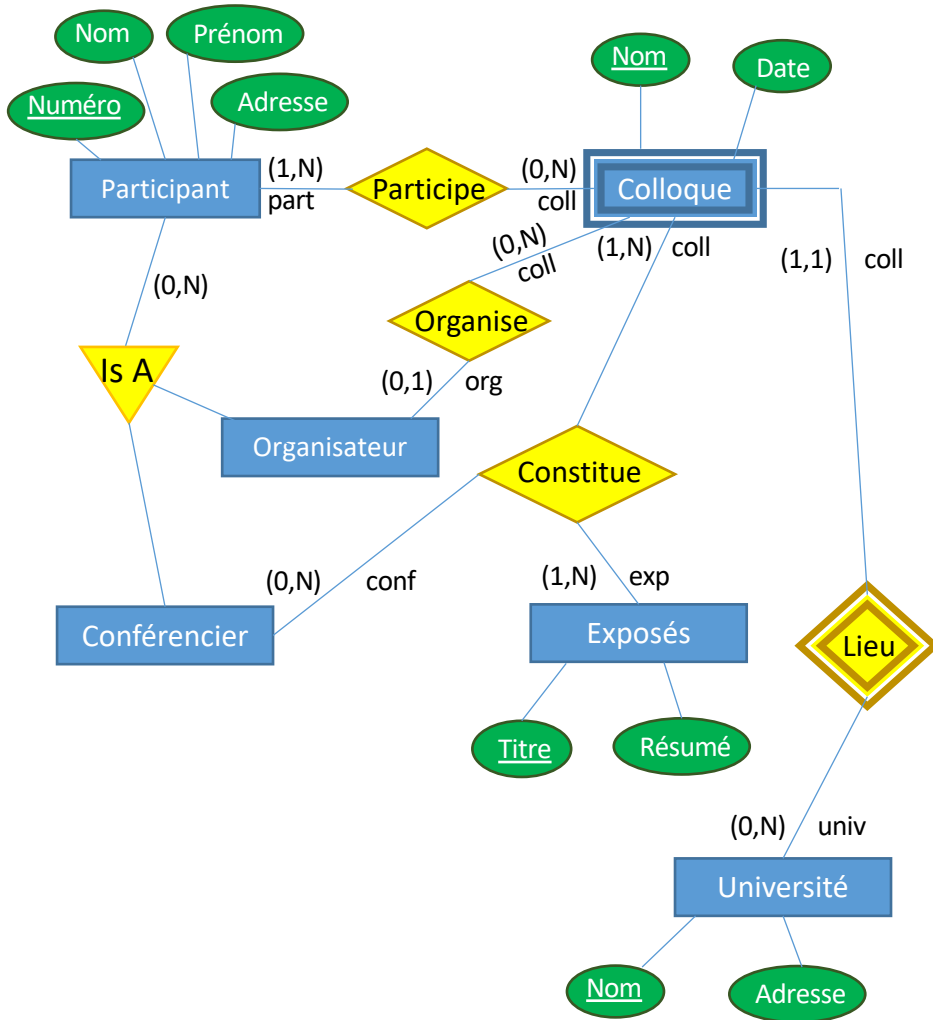 Nom
Prénom
Nom
Date
Numéro
Adresse
Participant
(1,N)
part
Participe
(0,N)
coll
Colloque
(0,N)
coll
(1,N)
coll
(1,1)
coll
(0,N)
Organise
Is A
(0,1)
org
Organisateur
Constitue
(0,N)
conf
(1,N)
exp
Conférencier
Exposés
Lieu
Titre
Résumé
(0,N)
univ
Université
Nom
Adresse